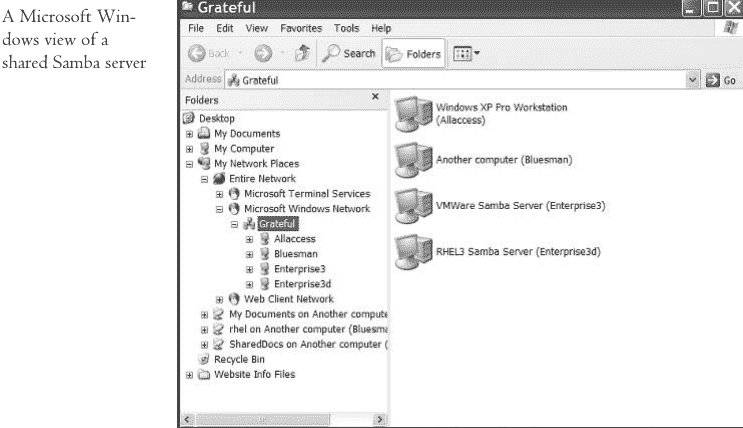 A Microsoft Win-
dows view of a
shared Samba server
Grateful
File Edit View Favorites Tools Help
Back Search Folders
Address Grateful Go
Folders
Desktop
My Documents
My Computer
My Network Places
Entire Network
Microsoft Terminal Services
Microsoft Windows Network
Grateful
Allaccess
Bluesman
Enterprise3
Enterprise3d
Web Client Network
My Documents on Another compute
rhel on Another computer (Bluesma
SharedDocs on Another computer (
Recycle Bin
Website Info Files
Windows XP Pro Workstation
(Allaccess)
Another computer (Bluesman)
VMWare Samba Server (Enterprise3)
RHEL3 Samba Server (Enterprise3d)